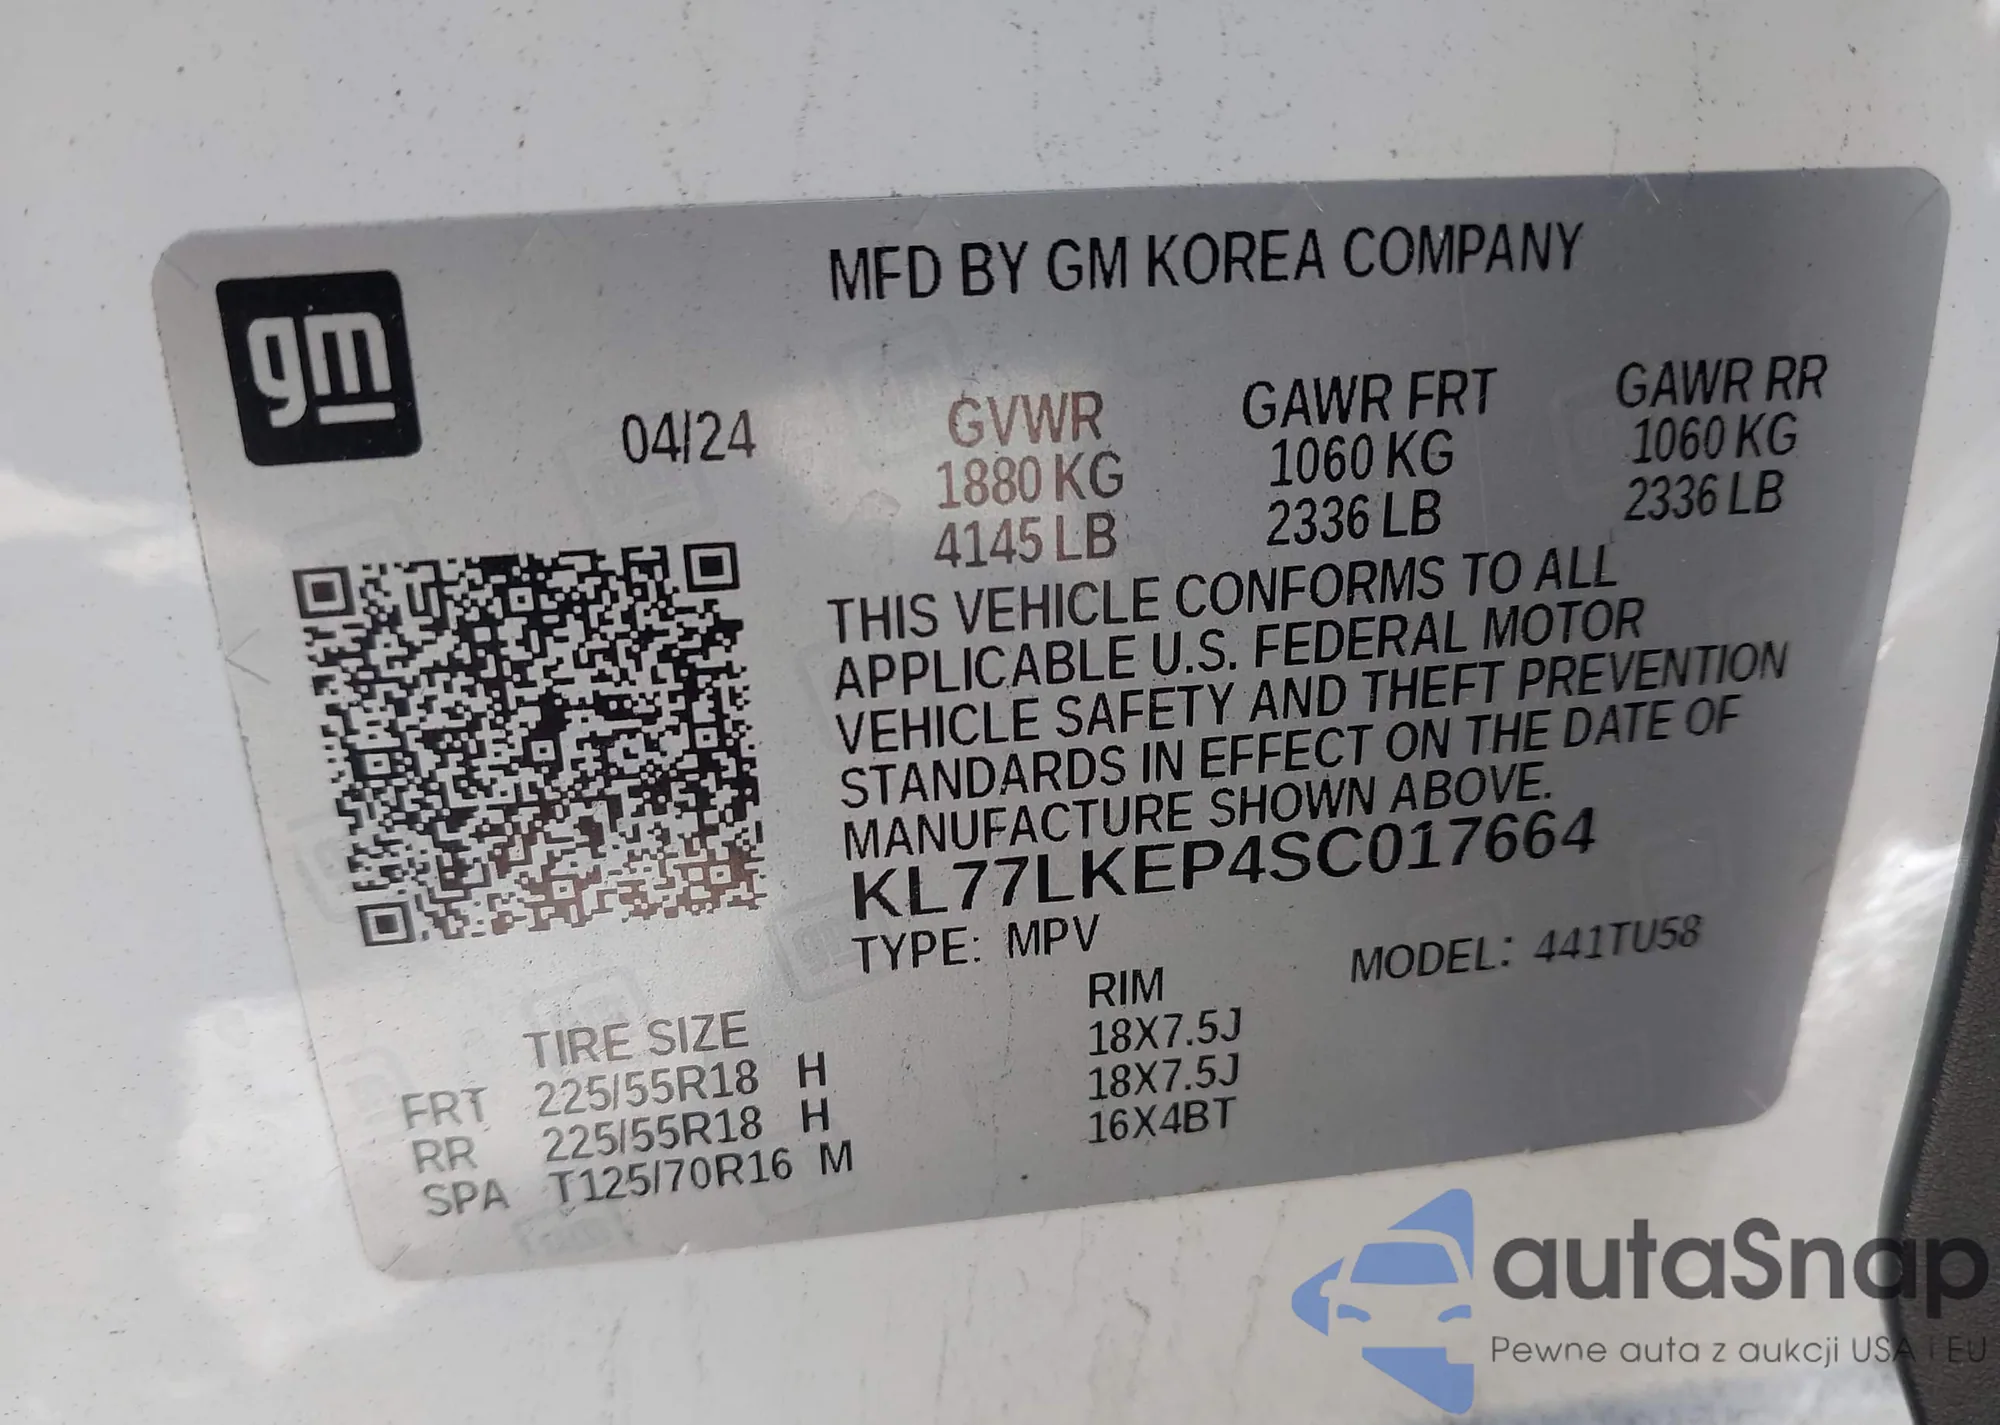 gm
MFD BY GM KOREA COMPANY
04/24
GVWR GAWR FRT GAWR RR
1880 KG 1060 KG 1060 KG
4145 LB 2336 LB 2336 LB
THIS VEHICLE CONFORMS TO ALL
APPLICABLE U.S. FEDERAL MOTOR
VEHICLE SAFETY AND THEFT PREVENTION
STANDARDS IN EFFECT ON THE DATE OF
MANUFACTURE SHOWN ABOVE.
KL77LKEP4SC017664
TYPE: MPV MODEL: 441TU58
TIRE SIZE RIM
FRT 225/55R18 H 18X7.5J
RR 225/55R18 H 18X7.5J
SPA T125/70R16 M 16X4BT
autaSnap
Pewne auta z aukcji USA i EU